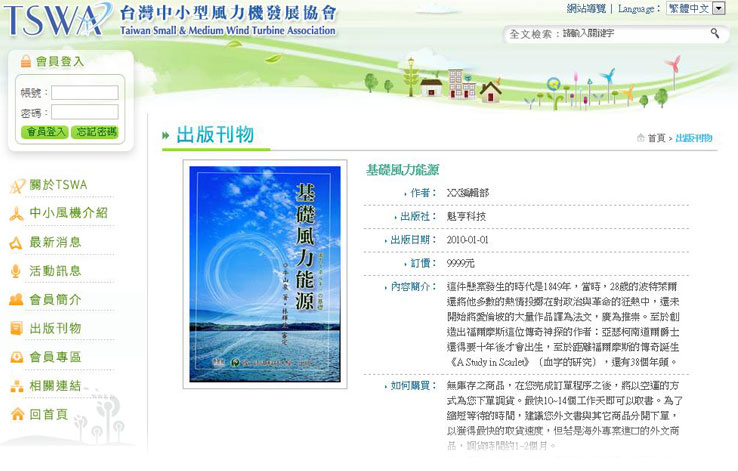 TSWA 台灣中小型風力機發展協會
Taiwan Small & Medium Wind Turbine Association
網站導覽 | Language： 繁體中文
全文檢索： 請輸入關鍵字
會員登入
帳號：
密碼：
會員登入 忘記密碼
關於TSWA
中小風機介紹
最新消息
活動訊息
會員簡介
出版刊物
會員專區
相關連結
回首頁
出版刊物
首頁 > 出版刊物
基礎風力能源
基礎風力能源
作者： XX編輯部
出版社： 魁亨科技
出版日期： 2010-01-01
訂價： 9999元
內容簡介： 這件懸案發生的時代是1849年，當時，28歲的波特萊爾
還將他多數的熱情投擲在對政治與革命的狂熱中，還未
開始將愛倫坡的大量作品譯為法文，廣為推崇。至於創
造出福爾摩斯這位傳奇神探的作者：亞瑟柯南道爾爵士
還得要十年後才會出生，至於距離福爾摩斯的傳奇誕生
《A Study in Scarlet》（血字的研究），還有38個年頭。
如何購買： 無庫存之商品，在您完成訂單程序之後，將以空運的方
式為您下單調貨。最快10~14個工作天即可取書。為了
縮短等待的時間，建議您外文書與其它商品分開下單，
以獲得最快的取貨速度，但若是海外專案進口的外文商
品，調貨時間約1~2個月。